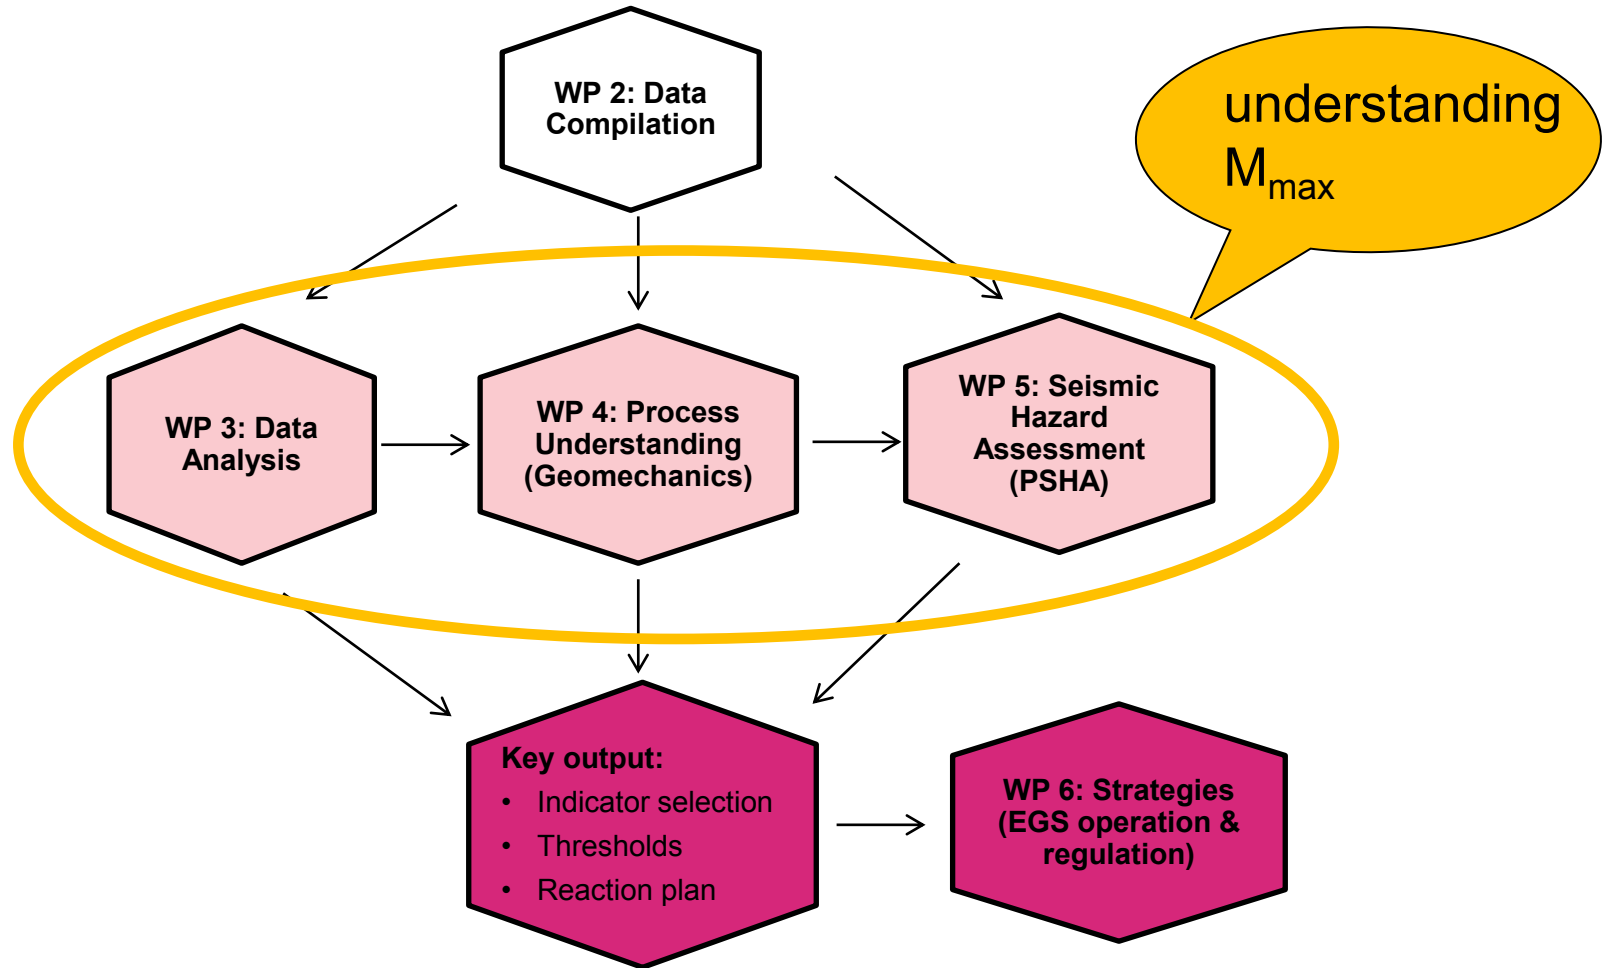 WP 2: Data
Compilation
understanding
Mmax
WP 3: Data
Analysis
WP 4: Process
Understanding
(Geomechanics)
WP 5: Seismic
Hazard
Assessment
(PSHA)
Key output:
• Indicator selection
• Thresholds
• Reaction plan
WP 6: Strategies
(EGS operation &
regulation)